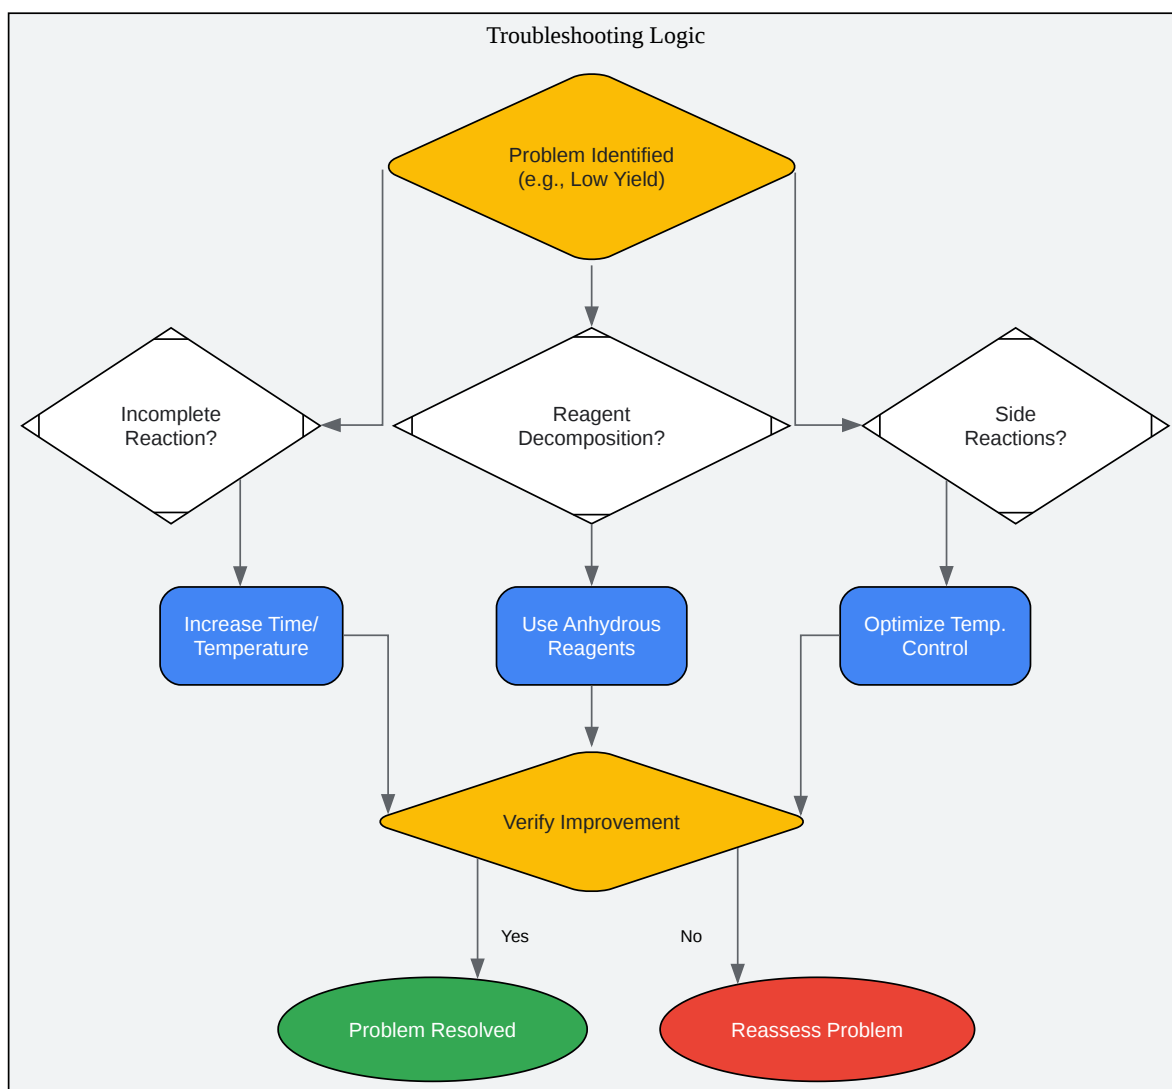 Troubleshooting Logic
Problem Identified
(e.g., Low Yield)
Incomplete
Reaction?
Reagent
Decomposition?
Side
Reactions?
Increase Time/
Temperature
Use Anhydrous
Reagents
Optimize Temp.
Control
Verify Improvement
Yes
No
Problem Resolved
Reassess Problem